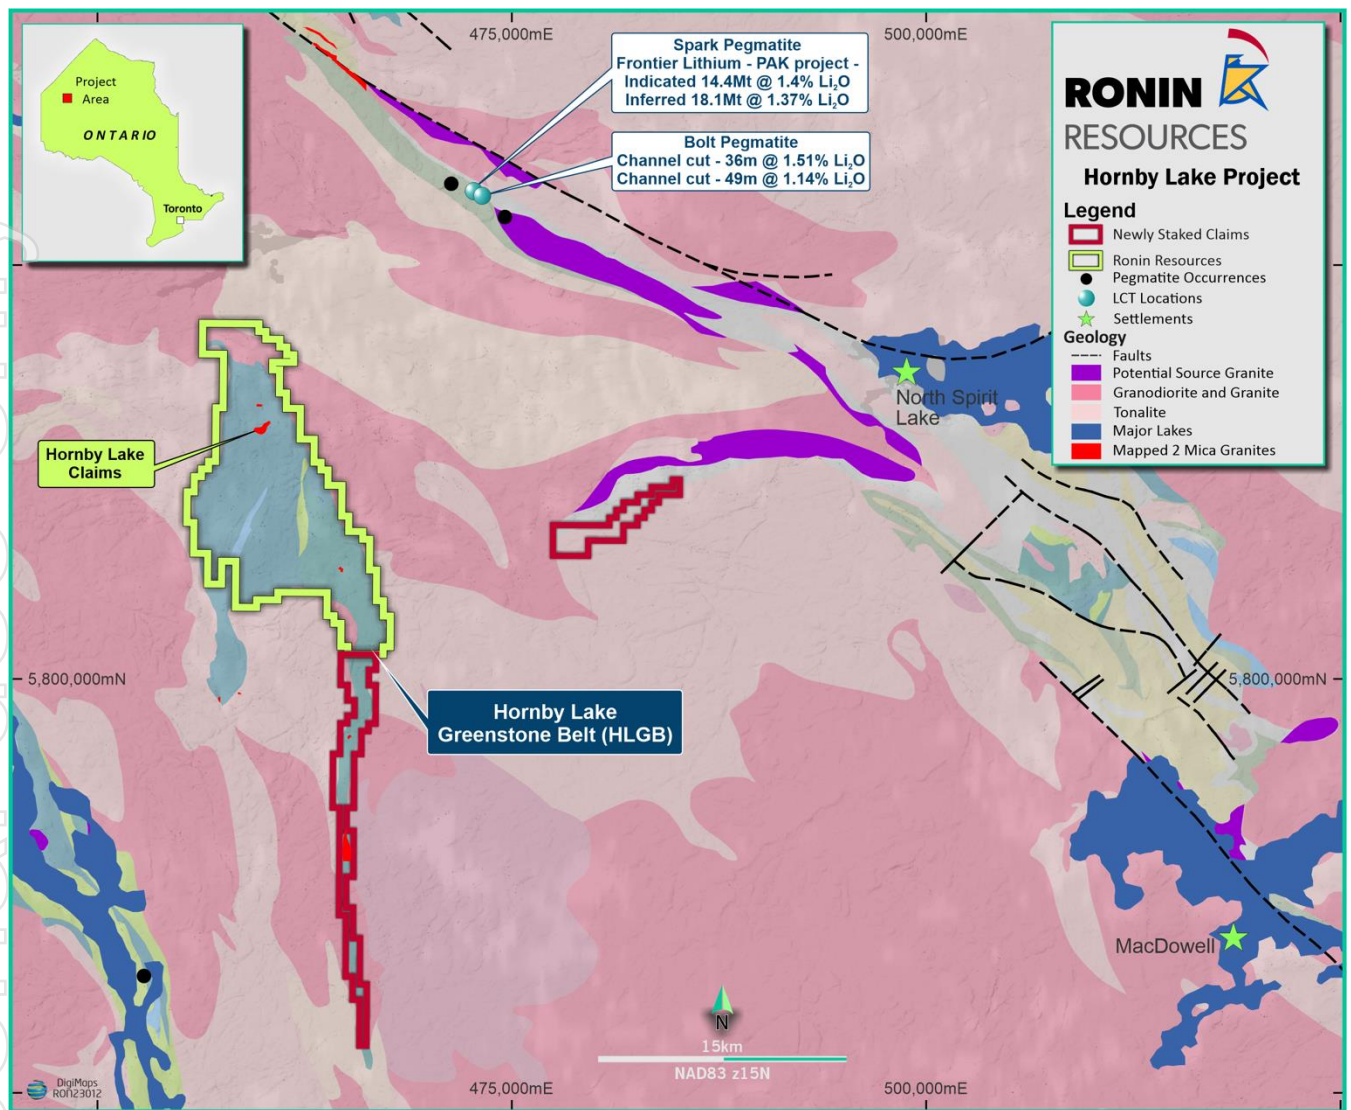 475,000mE
500,000mE
Project
Area
ONTARIO
Toronto
Spark Pegmatite
Frontier Lithium - PAK project -
Indicated 14.4Mt @ 1.4% Li₂O
Inferred 18.1Mt @ 1.37% Li₂O
Bolt Pegmatite
Channel cut - 36m @ 1.51% Li₂O
Channel cut - 49m @ 1.14% Li₂O
RONIN
RESOURCES
Hornby Lake Project
Legend
Newly Staked Claims
Ronin Resources
Pegmatite Occurrences
LCT Locations
Settlements
Geology
Faults
Potential Source Granite
Granodiorite and Granite
Tonalite
Major Lakes
Mapped 2 Mica Granites
North Spirit
Lake
Hornby Lake
Claims
5,800,000mN
5,800,000mN
Hornby Lake
Greenstone Belt (HLGB)
MacDowell
N
15km
NAD83 z15N
DigiMaps
RON23012
475,000mE
500,000mE